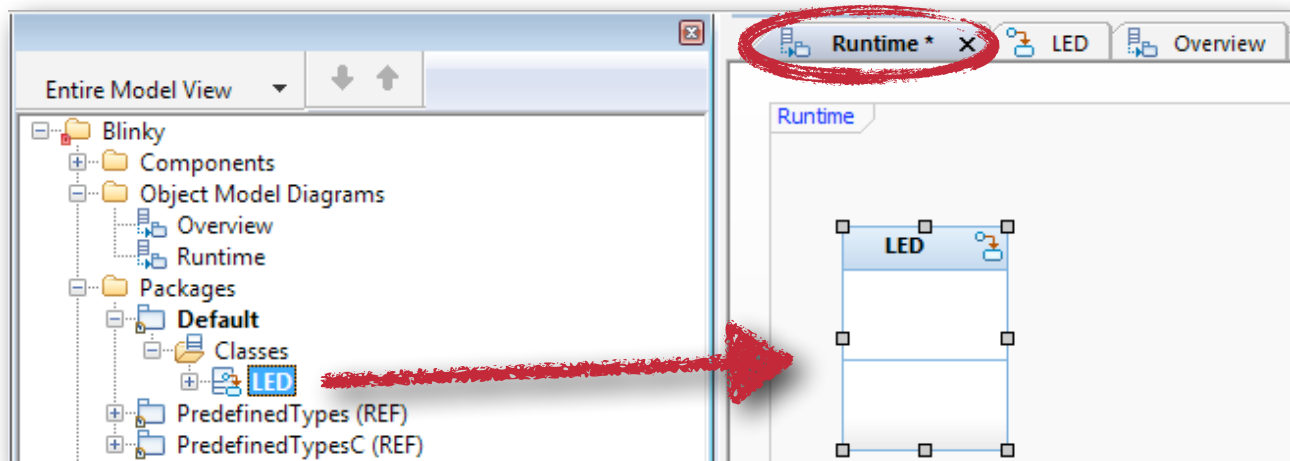 Entire Model View
Blinky
Components
Object Model Diagrams
Overview
Runtime
Packages
Default
Classes
LED
PredefinedTypes (REF)
PredefinedTypesC (REF)
Runtime * LED Overview
Runtime
LED